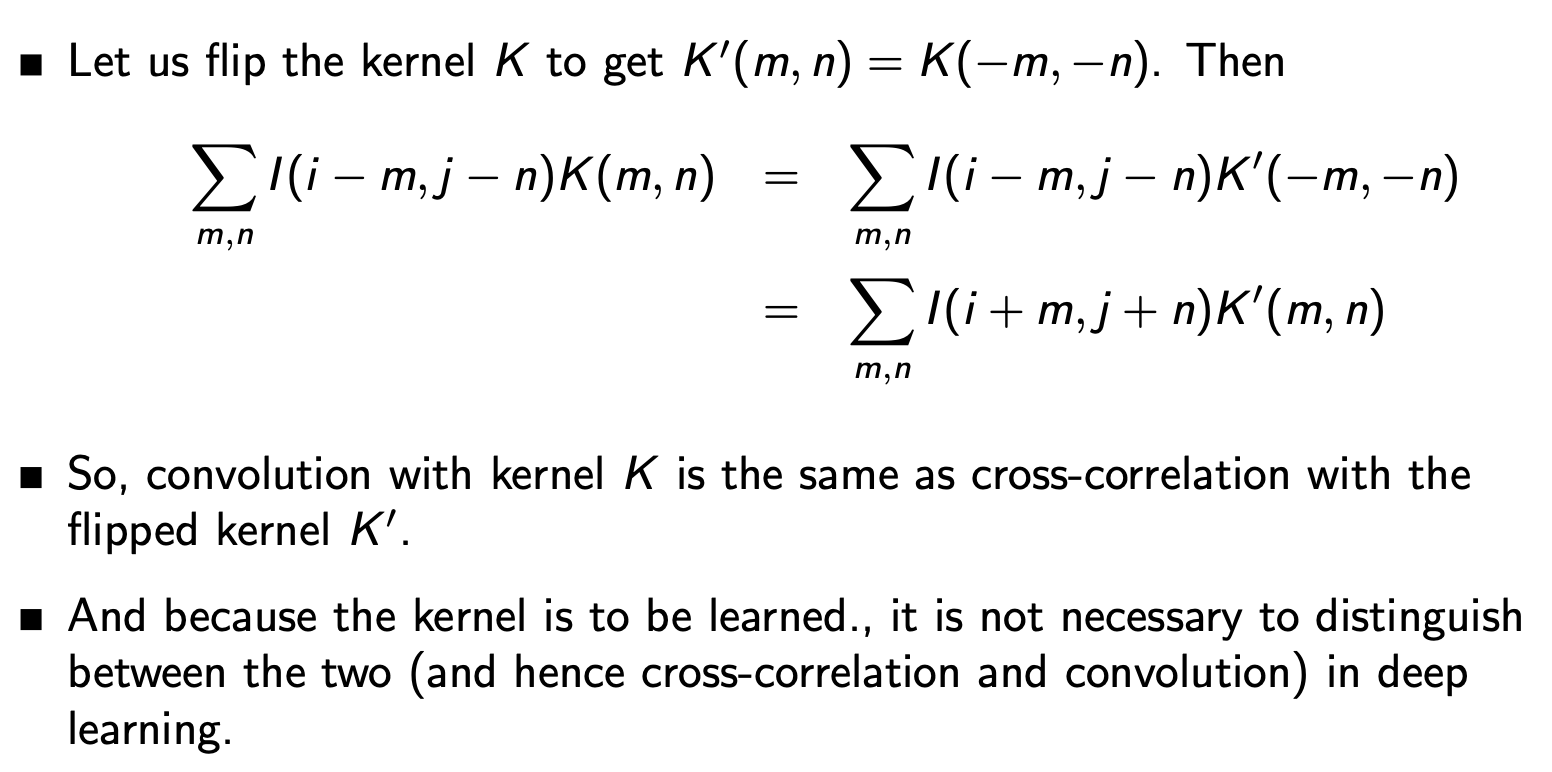 ■ Let us flip the kernel K to get K′(m, n) = K(−m, −n). Then
∑ I(i − m, j − n)K(m, n) = ∑ I(i − m, j − n)K′(−m, −n)
m,n m,n
= ∑ I(i + m, j + n)K′(m, n)
m,n
■ So, convolution with kernel K is the same as cross-correlation with the
flipped kernel K′.
■ And because the kernel is to be learned., it is not necessary to distinguish
between the two (and hence cross-correlation and convolution) in deep
learning.